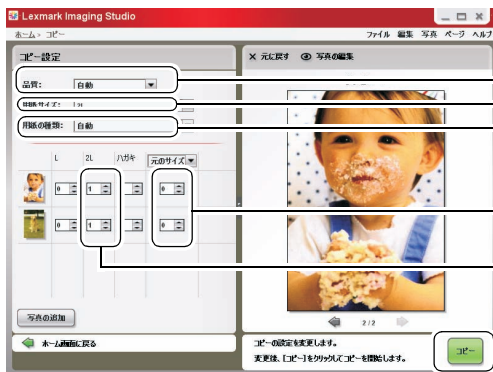 Lexmark Imaging Studio
ホーム > コピー
ファイル 編集 写真 ページ ヘルプ
コピー設定
× 元に戻す 写真の編集
品質: 自動
用紙サイズ: 2L
用紙の種類: 自動
L 2L ハガキ 元のサイズ
0 1 0
0 1 0
写真の追加
2/2
ホーム画面に戻る
コピーの設定を変更します。
変更後、[コピー]をクリックしてコピーを開始します。
コピー